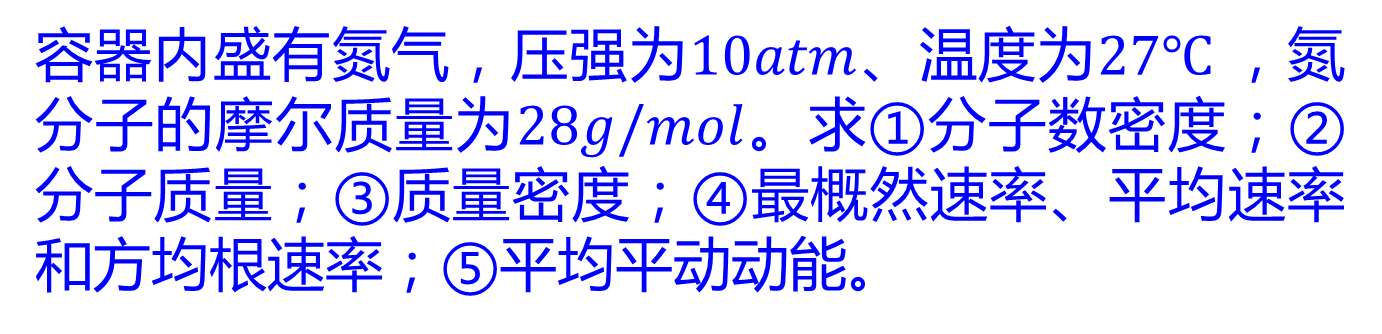 容器内盛有氮气，压强为10atm、温度为27℃，氮
分子的摩尔质量为28g/mol。求①分子数密度；②
分子质量；③质量密度；④最概然速率、平均速率
和方均根速率；⑤平均平动动能。